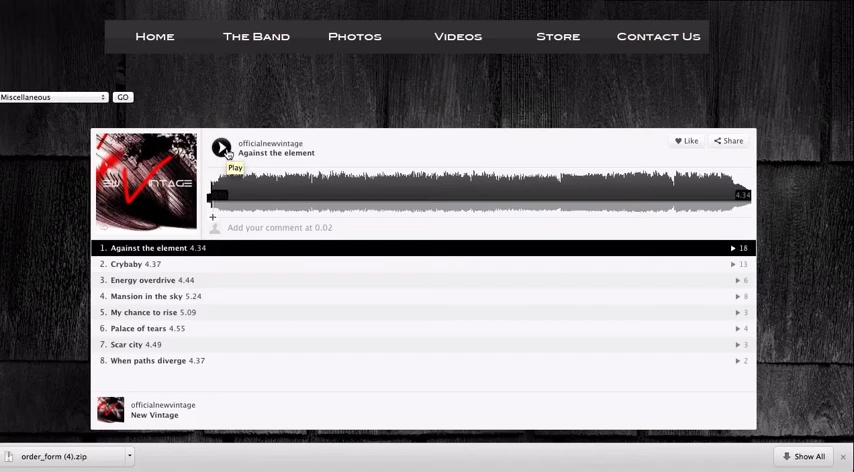 Home The Band Photos Videos Store Contact Us
Miscellaneous GO
officialnewvintage
Against the element
Like Share
Play
EW VINTAGE
4.34
Add your comment at 0.02
1. Against the element 4.34 18
2. Crybaby 4.37 13
3. Energy overdrive 4.44 6
4. Mansion in the sky 5.24 8
5. My chance to rise 5.09 3
6. Palace of tears 4.55 4
7. Scar city 4.49 3
8. When paths diverge 4.37 2
officialnewvintage
New Vintage
order_form (4).zip Show All